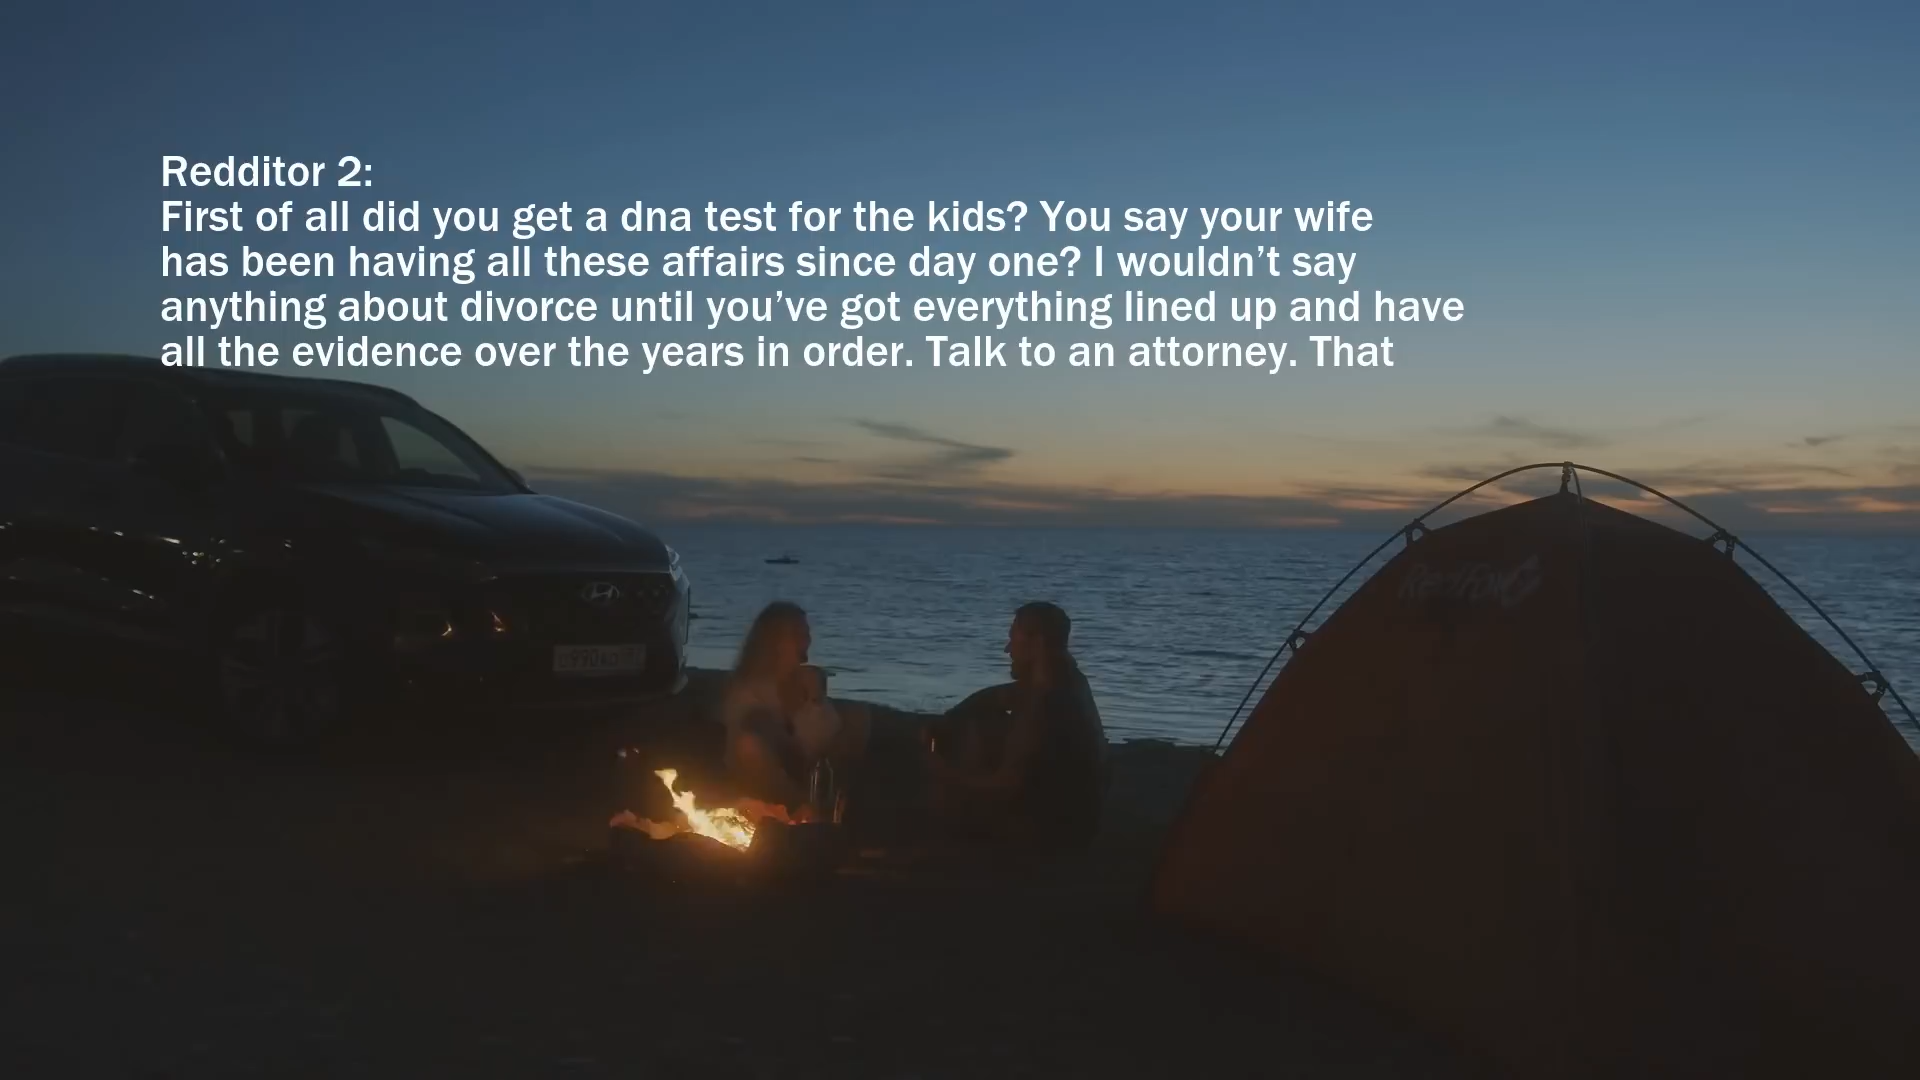 Redditor 2:
First of all did you get a dna test for the kids? You say your wife
has been having all these affairs since day one? I wouldn’t say
anything about divorce until you’ve got everything lined up and have
all the evidence over the years in order. Talk to an attorney. That